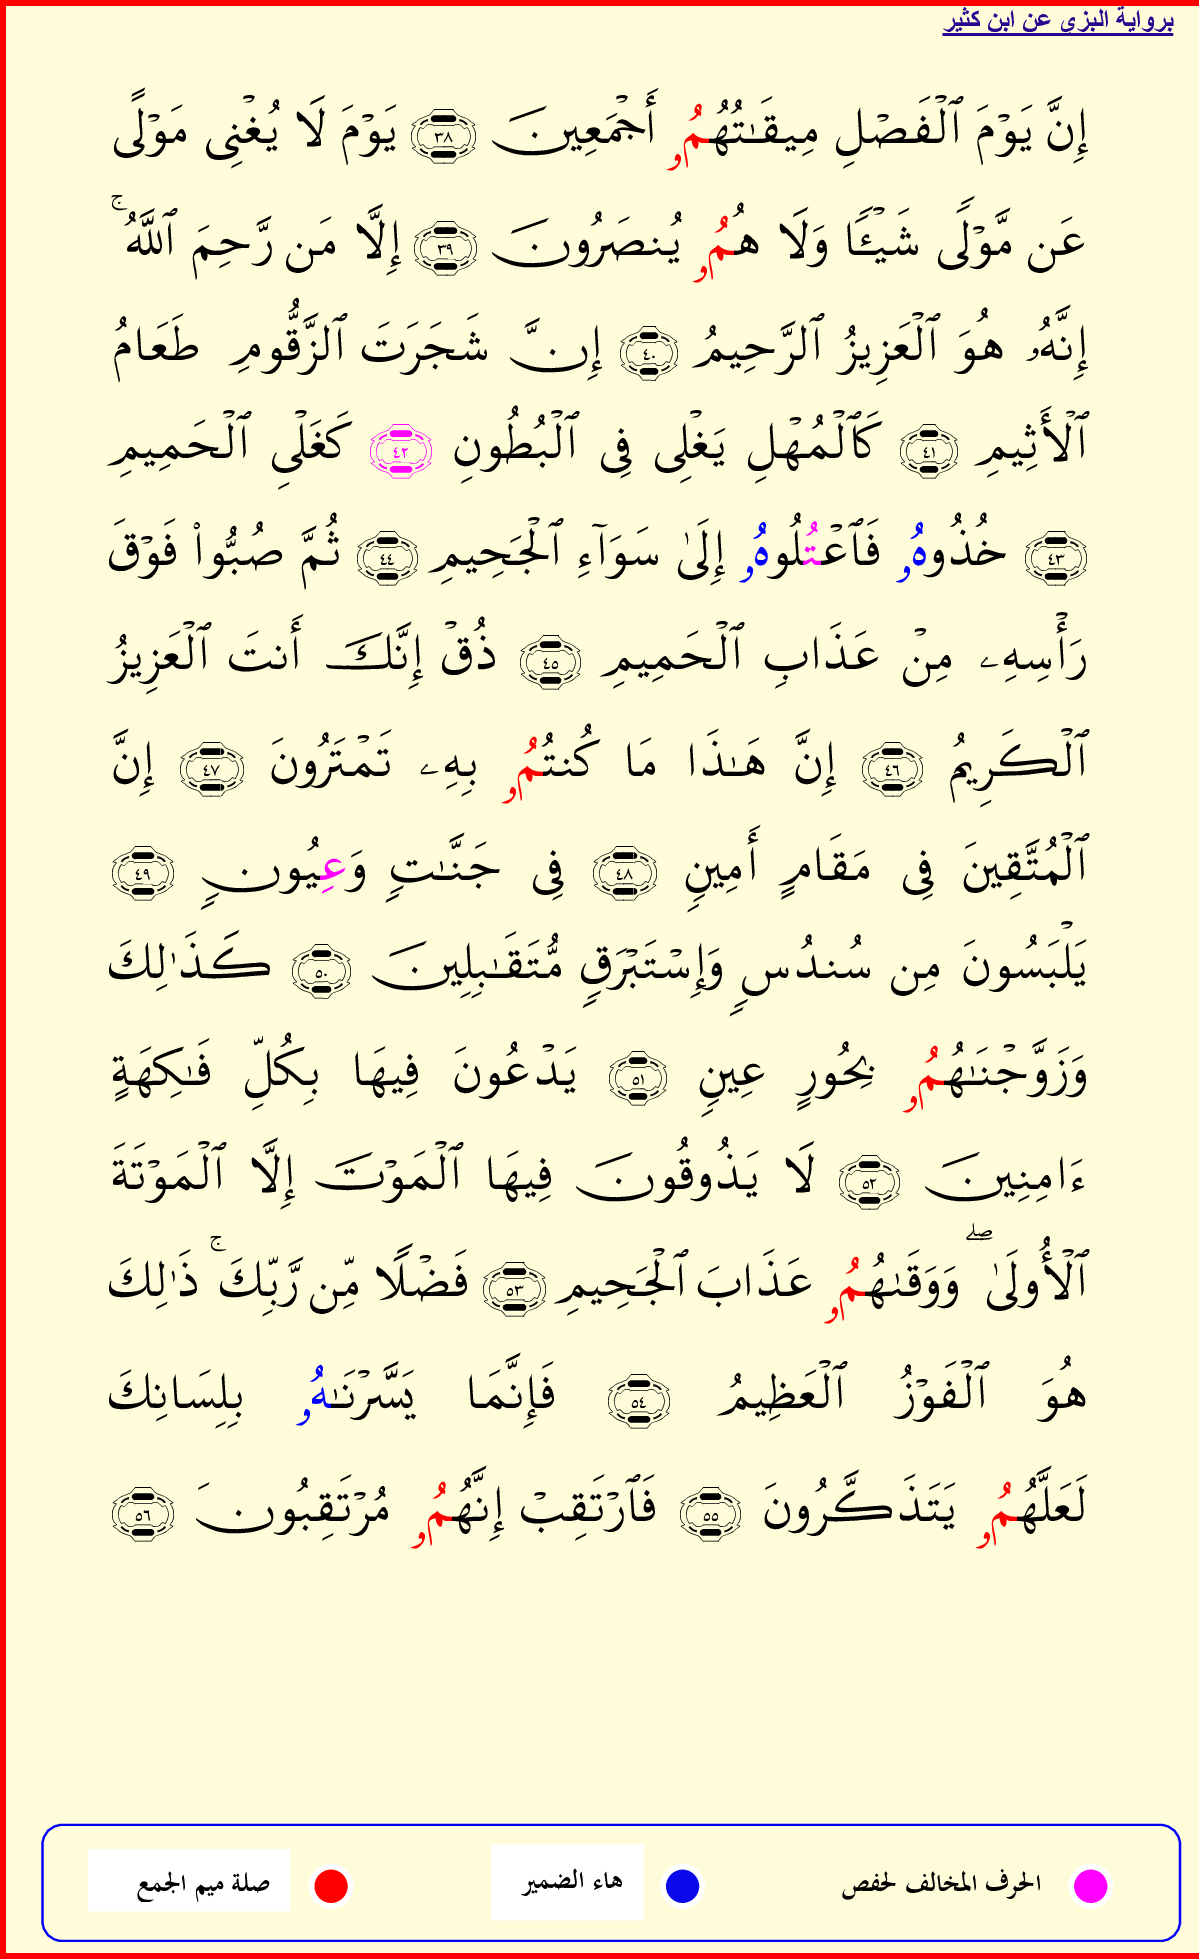 برواية البزى عن ابن كثير
إِنَّ يَوْمَ ٱلْفَصْلِ مِيقَـٰتُهُمُۥ أَجْمَعِينَ ٣٨ يَوْمَ لَا يُغْنِى مَوْلًى
عَن مَّوْلًى شَيْـًٔا وَلَا هُمُۥ يُنصَرُونَ ٣٩ إِلَّا مَن رَّحِمَ ٱللَّهُ ۚ
إِنَّهُۥ هُوَ ٱلْعَزِيزُ ٱلرَّحِيمُ ٤٠ إِنَّ شَجَرَتَ ٱلزَّقُّومِ طَعَامُ
ٱلْأَثِيمِ ٤١ كَٱلْمُهْلِ يَغْلِى فِى ٱلْبُطُونِ ٤٢ كَغَلْىِ ٱلْحَمِيمِ
٤٣ خُذُوهُۥ فَٱعْتُلُوهُۥ إِلَىٰ سَوَآءِ ٱلْجَحِيمِ ٤٤ ثُمَّ صُبُّوا۟ فَوْقَ
رَأْسِهِۦ مِنْ عَذَابِ ٱلْحَمِيمِ ٤٥ ذُقْ إِنَّكَ أَنتَ ٱلْعَزِيزُ
ٱلْكَرِيمُ ٤٦ إِنَّ هَـٰذَا مَا كُنتُمُۥ بِهِۦ تَمْتَرُونَ ٤٧ إِنَّ
ٱلْمُتَّقِينَ فِى مَقَامٍ أَمِينٍ ٤٨ فِى جَنَّـٰتٍ وَعِيُونٍ ٤٩
يَلْبَسُونَ مِن سُندُسٍ وَإِسْتَبْرَقٍ مُّتَقَـٰبِلِينَ ٥٠ كَذَٰلِكَ
وَزَوَّجْنَـٰهُمُۥ بِحُورٍ عِينٍ ٥١ يَدْعُونَ فِيهَا بِكُلِّ فَـٰكِهَةٍ
ءَامِنِينَ ٥٢ لَا يَذُوقُونَ فِيهَا ٱلْمَوْتَ إِلَّا ٱلْمَوْتَةَ
ٱلْأُولَىٰ ۖ وَوَقَىٰهُمُۥ عَذَابَ ٱلْجَحِيمِ ٥٣ فَضْلًا مِّن رَّبِّكَ ۚ ذَٰلِكَ
هُوَ ٱلْفَوْزُ ٱلْعَظِيمُ ٥٤ فَإِنَّمَا يَسَّرْنَـٰهُۥ بِلِسَانِكَ
لَعَلَّهُمُۥ يَتَذَكَّرُونَ ٥٥ فَٱرْتَقِبْ إِنَّهُمُۥ مُرْتَقِبُونَ ٥٦
الحرف المخالف لحفص هاء الضمير صلة ميم الجمع